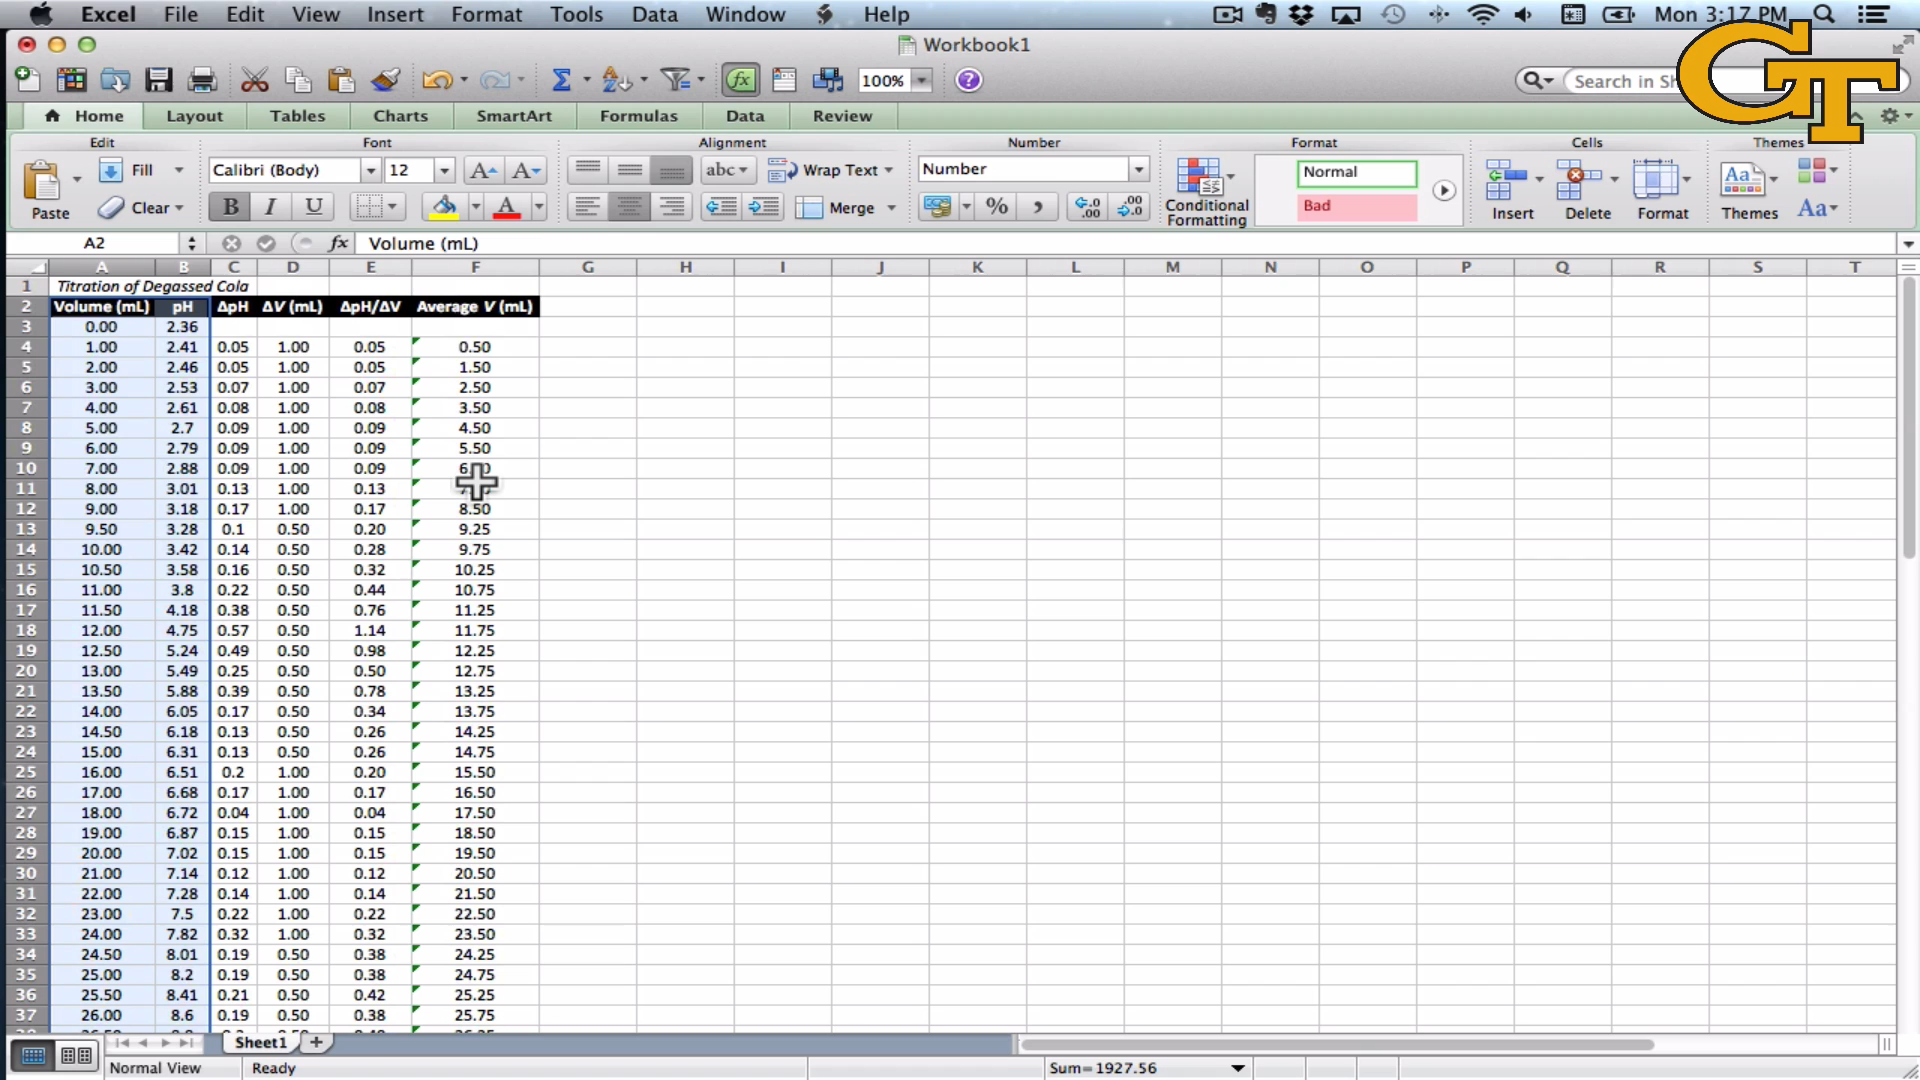 Excel File Edit View Insert Format Tools Data Window Help Mon 3:17 PM
Workbook1
100% ? Search in Sh
GT
Home Layout Tables Charts SmartArt Formulas Data Review
Edit Font Alignment Number Format Cells Themes
Paste Fill Calibri (Body) 12 A A abc Wrap Text Number Conditional Formatting Normal Insert Delete Format Themes
Clear B I U A Merge % Bad Aa
A2 fx Volume (mL)
A B C D E F G H I J K L M N O P Q R S T
1 Titration of Degassed Cola
2 Volume (mL) pH ΔpH ΔV (mL) ΔpH/ΔV Average V (mL)
3 0.00 2.36
4 1.00 2.41 0.05 1.00 0.05 0.50
5 2.00 2.46 0.05 1.00 0.05 1.50
6 3.00 2.53 0.07 1.00 0.07 2.50
7 4.00 2.61 0.08 1.00 0.08 3.50
8 5.00 2.7 0.09 1.00 0.09 4.50
9 6.00 2.79 0.09 1.00 0.09 5.50
10 7.00 2.88 0.09 1.00 0.09
11 8.00 3.01 0.13 1.00 0.13
12 9.00 3.18 0.17 1.00 0.17 8.50
13 9.50 3.28 0.1 0.50 0.20 9.25
14 10.00 3.42 0.14 0.50 0.28 9.75
15 10.50 3.58 0.16 0.50 0.32 10.25
16 11.00 3.8 0.22 0.50 0.44 10.75
17 11.50 4.18 0.38 0.50 0.76 11.25
18 12.00 4.75 0.57 0.50 1.14 11.75
19 12.50 5.24 0.49 0.50 0.98 12.25
20 13.00 5.49 0.25 0.50 0.50 12.75
21 13.50 5.88 0.39 0.50 0.78 13.25
22 14.00 6.05 0.17 0.50 0.34 13.75
23 14.50 6.18 0.13 0.50 0.26 14.25
24 15.00 6.31 0.13 0.50 0.26 14.75
25 16.00 6.51 0.2 1.00 0.20 15.50
26 17.00 6.68 0.17 1.00 0.17 16.50
27 18.00 6.72 0.04 1.00 0.04 17.50
28 19.00 6.87 0.15 1.00 0.15 18.50
29 20.00 7.02 0.15 1.00 0.15 19.50
30 21.00 7.14 0.12 1.00 0.12 20.50
31 22.00 7.28 0.14 1.00 0.14 21.50
32 23.00 7.5 0.22 1.00 0.22 22.50
33 24.00 7.82 0.32 1.00 0.32 23.50
34 24.50 8.01 0.19 0.50 0.38 24.25
35 25.00 8.2 0.19 0.50 0.38 24.75
36 25.50 8.41 0.21 0.50 0.42 25.25
37 26.00 8.6 0.19 0.50 0.38 25.75
Sheet1
Normal View Ready Sum=1927.56